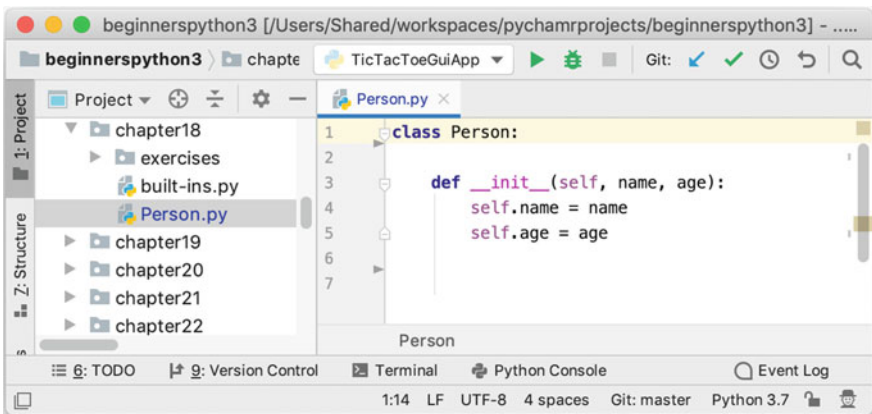 beginnerspython3 [/Users/Shared/workspaces/pychamrprojects/beginnerspython3] - .....
beginnerspython3 chapte TicTacToeGuiApp Git:
1: Project
Project
Person.py
chapter18
exercises
built-ins.py
Person.py
chapter19
chapter20
chapter21
chapter22
Z: Structure
s
1 class Person:
2
3 def __init__(self, name, age):
4 self.name = name
5 self.age = age
6
7
Person
6: TODO 9: Version Control Terminal Python Console Event Log
1:14 LF UTF-8 4 spaces Git: master Python 3.7